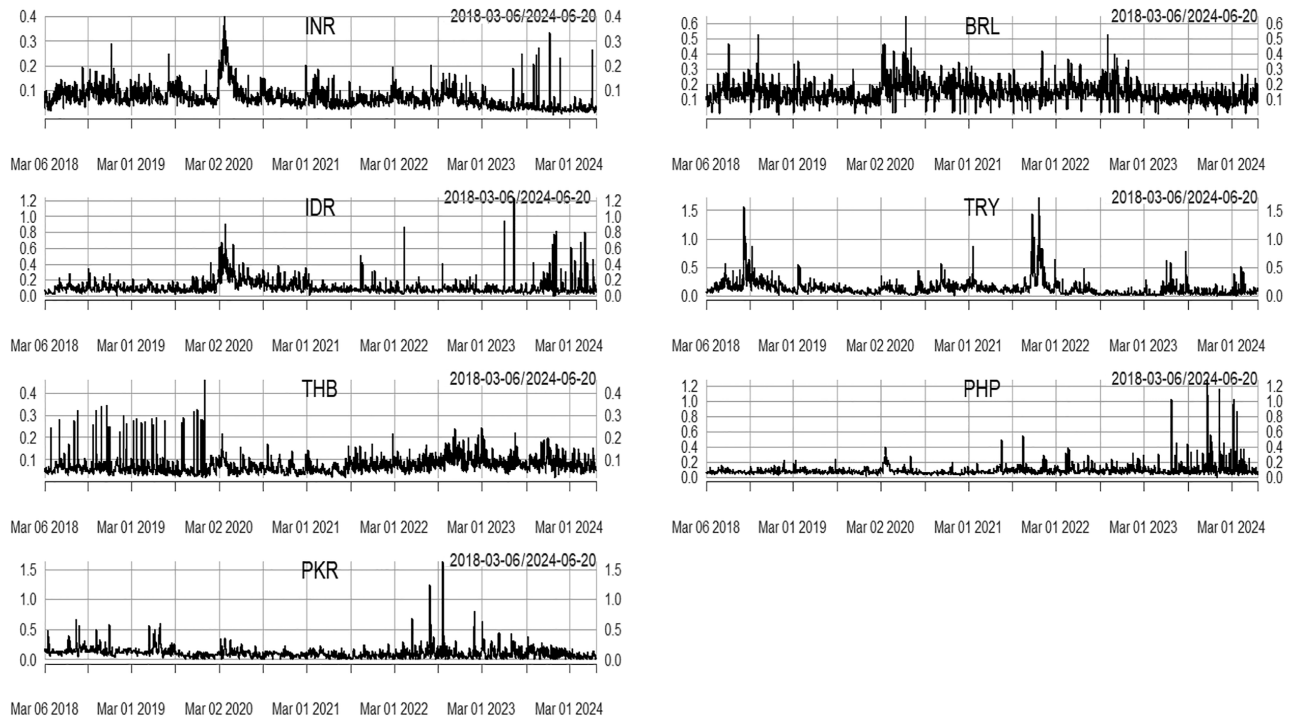 2018-03-06/2024-06-20
INR
0.4 0.3 0.2 0.1
0.4 0.3 0.2 0.1
Mar 06 2018 Mar 01 2019 Mar 02 2020 Mar 01 2021 Mar 01 2022 Mar 01 2023 Mar 01 2024
2018-03-06/2024-06-20
BRL
0.6 0.5 0.4 0.3 0.2 0.1
0.6 0.5 0.4 0.3 0.2 0.1
Mar 06 2018 Mar 01 2019 Mar 02 2020 Mar 01 2021 Mar 01 2022 Mar 01 2023 Mar 01 2024
2018-03-06/2024-06-20
IDR
1.2 1.0 0.8 0.6 0.4 0.2 0.0
1.2 1.0 0.8 0.6 0.4 0.2 0.0
Mar 06 2018 Mar 01 2019 Mar 02 2020 Mar 01 2021 Mar 01 2022 Mar 01 2023 Mar 01 2024
2018-03-06/2024-06-20
TRY
1.5 1.0 0.5 0.0
1.5 1.0 0.5 0.0
Mar 06 2018 Mar 01 2019 Mar 02 2020 Mar 01 2021 Mar 01 2022 Mar 01 2023 Mar 01 2024
2018-03-06/2024-06-20
THB
0.4 0.3 0.2 0.1
0.4 0.3 0.2 0.1
Mar 06 2018 Mar 01 2019 Mar 02 2020 Mar 01 2021 Mar 01 2022 Mar 01 2023 Mar 01 2024
2018-03-06/2024-06-20
PHP
1.2 1.0 0.8 0.6 0.4 0.2 0.0
1.2 1.0 0.8 0.6 0.4 0.2 0.0
Mar 06 2018 Mar 01 2019 Mar 02 2020 Mar 01 2021 Mar 01 2022 Mar 01 2023 Mar 01 2024
2018-03-06/2024-06-20
PKR
1.5 1.0 0.5 0.0
1.5 1.0 0.5 0.0
Mar 06 2018 Mar 01 2019 Mar 02 2020 Mar 01 2021 Mar 01 2022 Mar 01 2023 Mar 01 2024